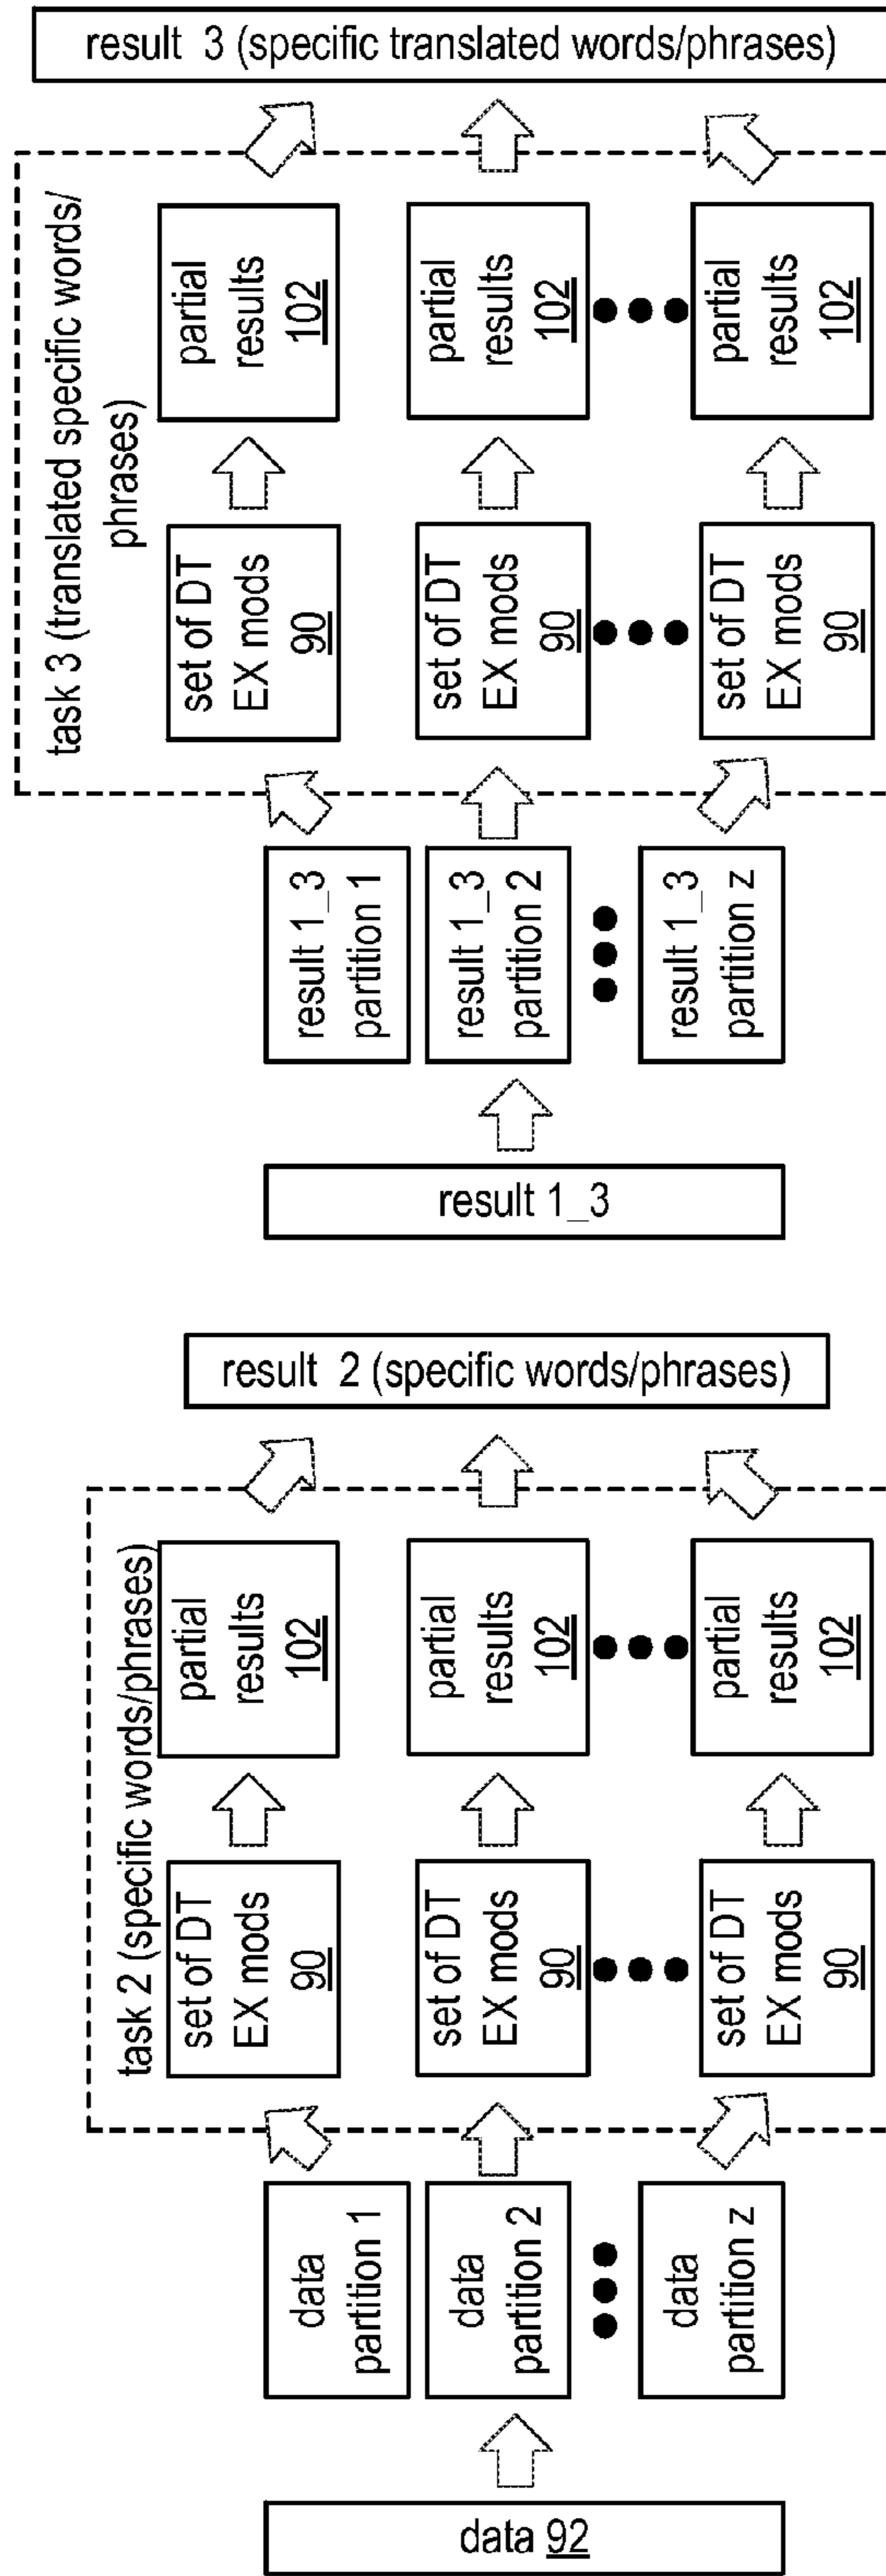 data 92
data
partition 1
data
partition 2
data
partition z
task 2 (specific words/phrases)
set of DT
EX mods
90
set of DT
EX mods
90
set of DT
EX mods
90
partial
results
102
partial
results
102
partial
results
102
result 2 (specific words/phrases)
result 1_3
result 1_3
partition 1
result 1_3
partition 2
result 1_3
partition z
task 3 (translated specific words/
phrases)
set of DT
EX mods
90
set of DT
EX mods
90
set of DT
EX mods
90
partial
results
102
partial
results
102
partial
results
102
result 3 (specific translated words/phrases)